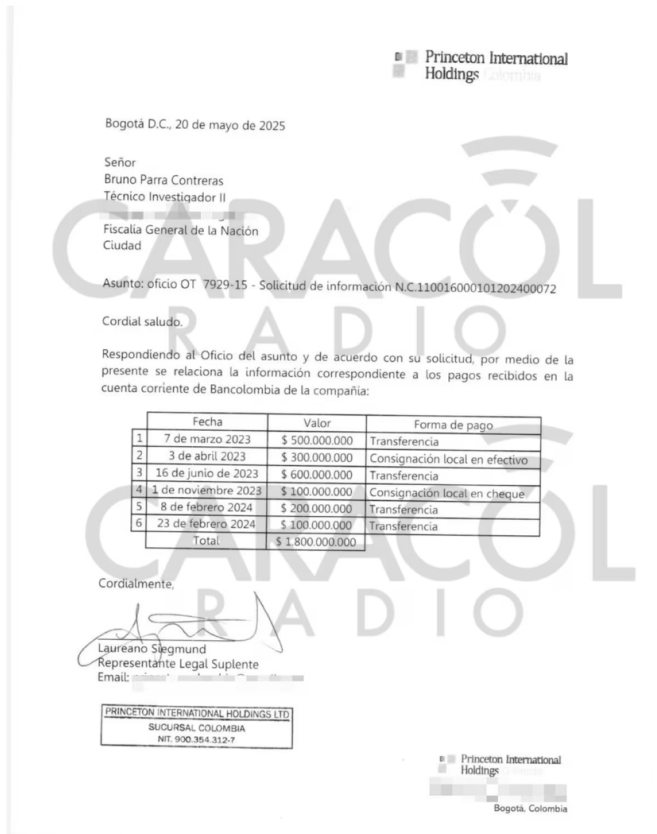 Princeton International
Holdings Colombia
Bogotá D.C., 20 de mayo de 2025
Señor
Bruno Parra Contreras
Técnico Investigador II
Fiscalía General de la Nación
Ciudad
Asunto: oficio OT 7929-15 - Solicitud de información N.C.110016000101202400072
Cordial saludo.
Respondiendo al Oficio del asunto y de acuerdo con su solicitud, por medio de la
presente se relaciona la información correspondiente a los pagos recibidos en la
cuenta corriente de Bancolombia de la compañía:
Fecha Valor Forma de pago
1 7 de marzo 2023 $ 500.000.000 Transferencia
2 3 de abril 2023 $ 300.000.000 Consignación local en efectivo
3 16 de junio de 2023 $ 600.000.000 Transferencia
4 1 de noviembre 2023 $ 100.000.000 Consignación local en cheque
5 8 de febrero 2024 $ 200.000.000 Transferencia
6 23 de febrero 2024 $ 100.000.000 Transferencia
Total $ 1.800.000.000
Cordialmente,
Laureano Siegmund
Representante Legal Suplente
Email:
PRINCETON INTERNATIONAL HOLDINGS LTD
SUCURSAL COLOMBIA
NIT. 900.354.312-7
Princeton International
Holdings Colombia
Bogotá, Colombia
CARACOL
RADIO
CARACOL
RADIO